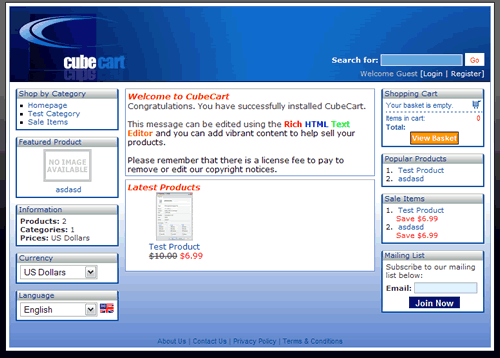 cubecart
Search for: Go
Welcome Guest [Login | Register]
Shop by Category
Homepage
Test Category
Sale Items
Featured Product
NO IMAGE
AVAILABLE
asdasd
Information
Products: 2
Categories: 1
Prices: US Dollars
Currency
US Dollars
Language
English
Welcome to CubeCart
Congratulations. You have successfully installed CubeCart.
This message can be edited using the Rich HTML Text
Editor and you can add vibrant content to help sell your
products.
Please remember that there is a license fee to pay to
remove or edit our copyright notices.
Latest Products
Test Product
$10.00 $6.99
Shopping Cart
Your basket is empty.
Items in cart: 0
Total:
View Basket
Popular Products
1. Test Product
2. asdasd
Sale Items
1. Test Product
Save $6.99
2. asdasd
Save $6.99
Mailing List
Subscribe to our mailing
list below:
Email:
Join Now
About Us | Contact Us | Privacy Policy | Terms & Conditions